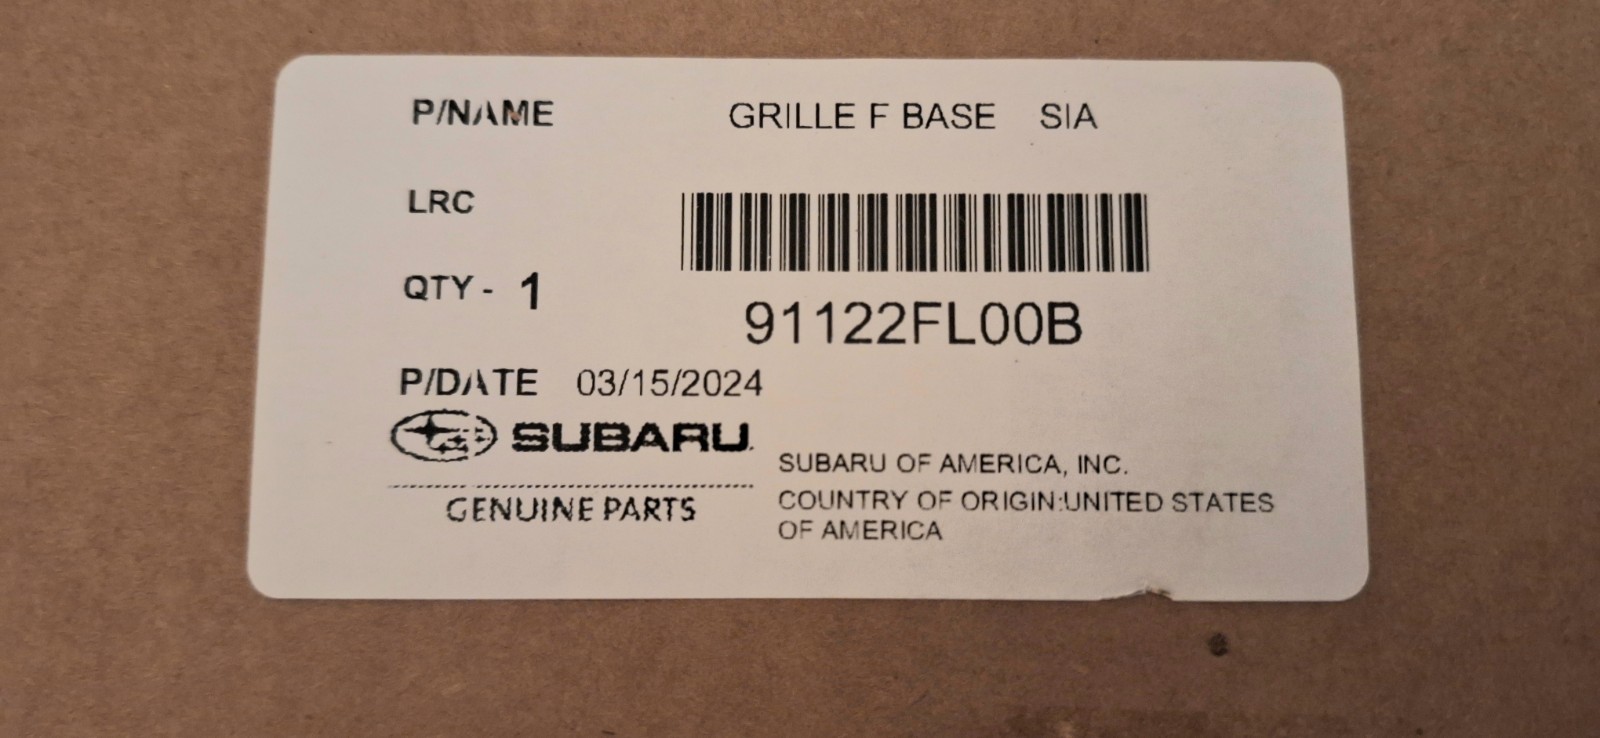 P/NAME GRILLE F BASE SIA
LRC
QTY - 1
91122FL00B
P/DATE 03/15/2024
SUBARU
GENUINE PARTS
SUBARU OF AMERICA, INC.
COUNTRY OF ORIGIN:UNITED STATES
OF AMERICA